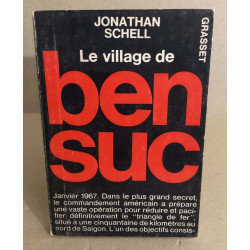 JONATHAN
SCHELL
GRASSET
Le village de
ben
suc
Janvier 1967. Dans le plus grand secret,
le commandement américain a préparé
une vaste opération pour réduire et paci-
fier définitivement le "triangle de fer",
situé à une cinquantaine de kilomètres au
nord de Saïgon. L'un des objectifs consis-